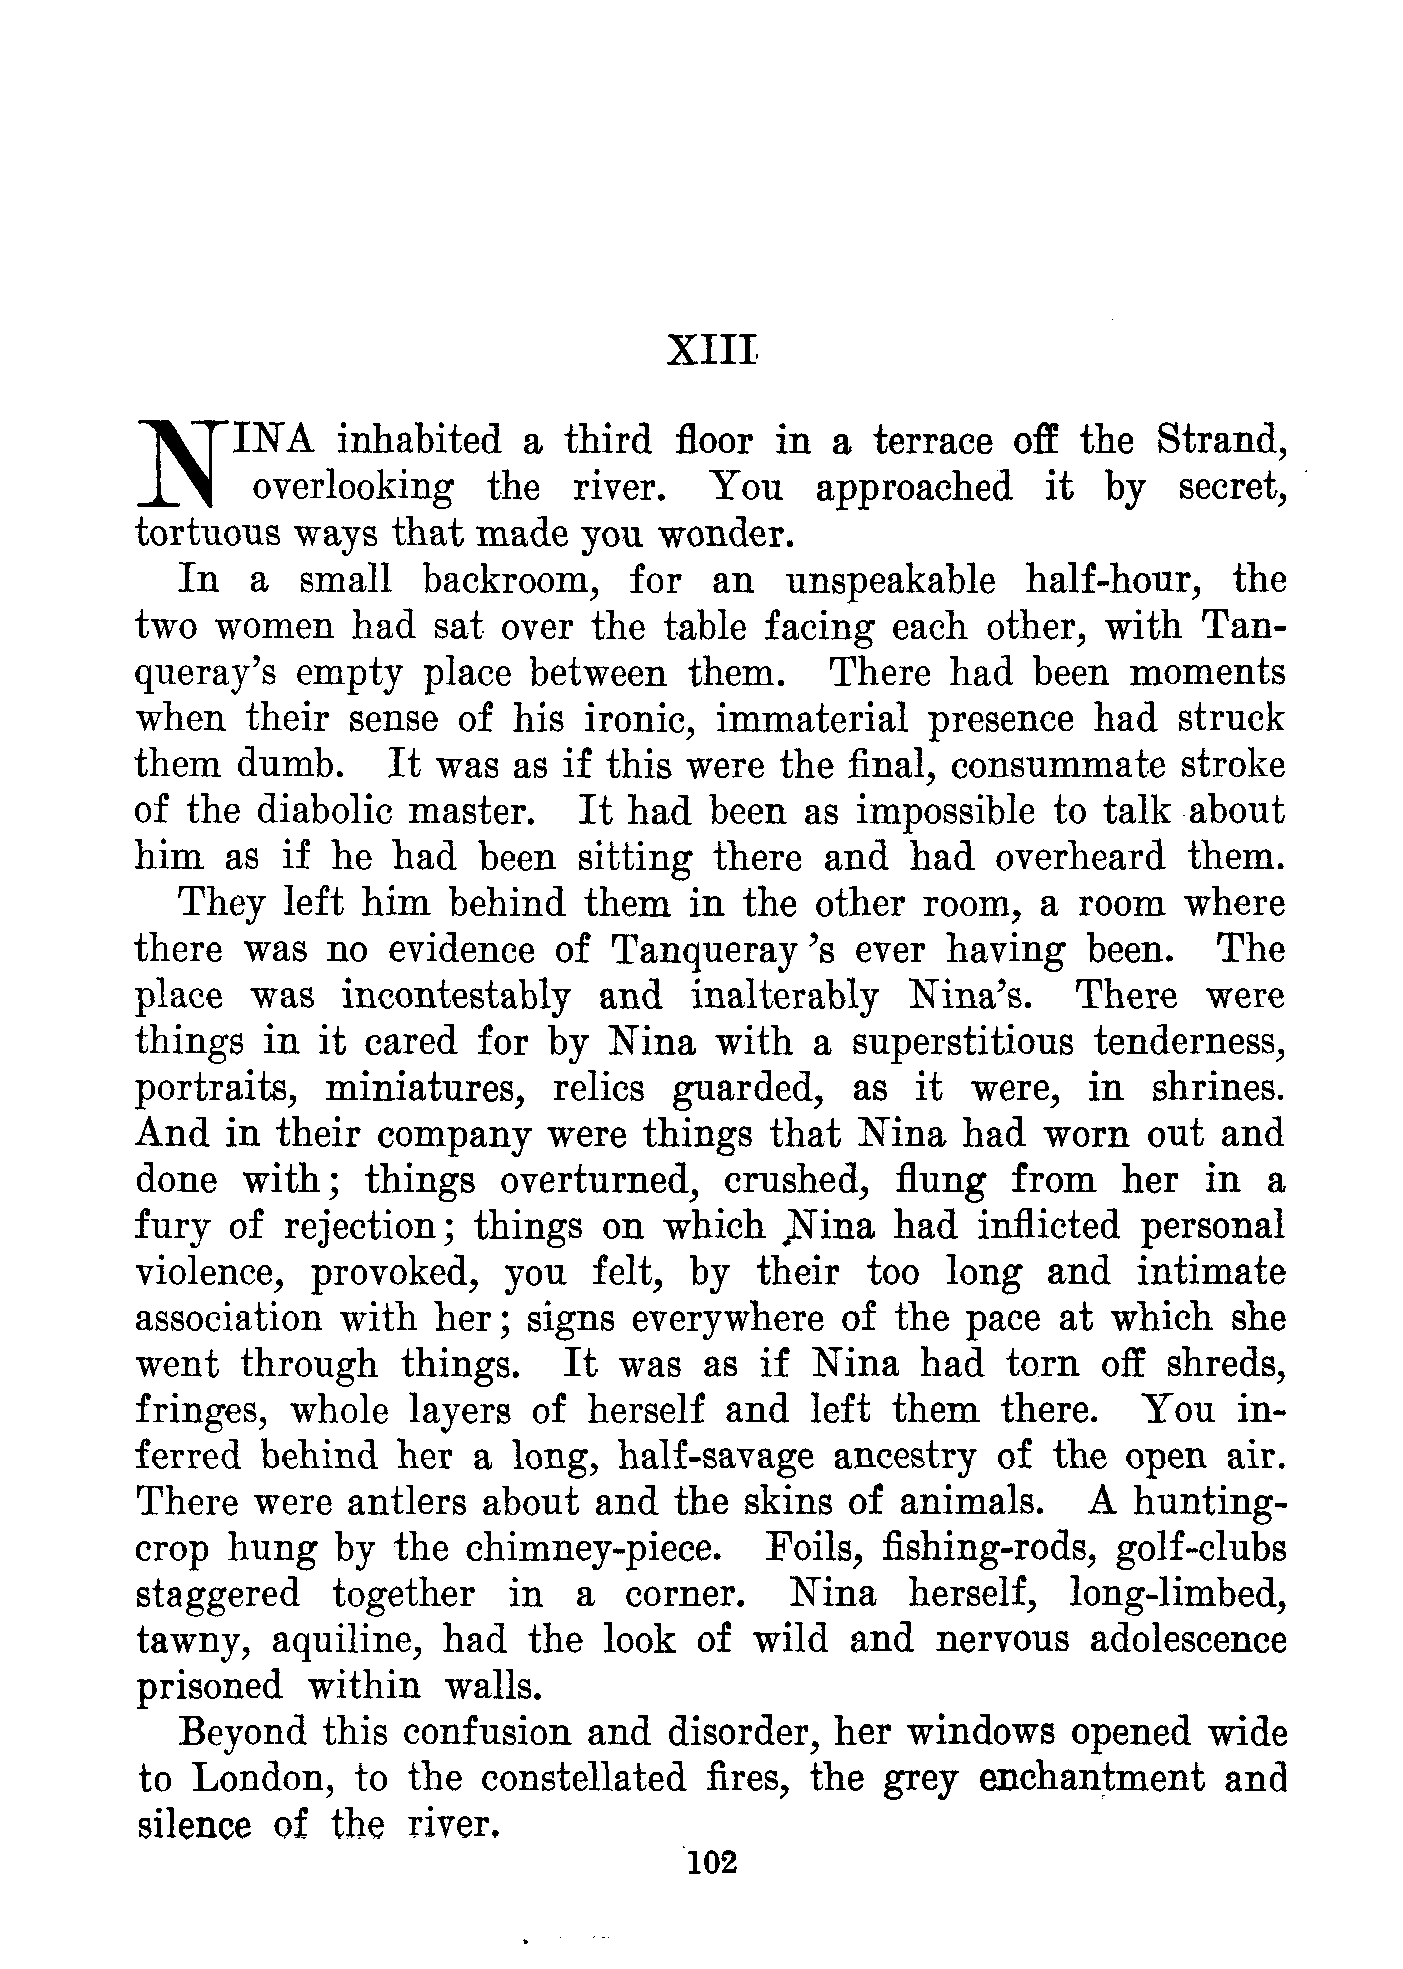 XIII
NINA inhabited a third floor in a terrace off the Strand,
overlooking the river. You approached it by secret,
tortuous ways that made you wonder.
In a small backroom, for an unspeakable half-hour, the
two women had sat over the table facing each other, with Tan-
queray's empty place between them. There had been moments
when their sense of his ironic, immaterial presence had struck
them dumb. It was as if this were the final, consummate stroke
of the diabolic master. It had been as impossible to talk about
him as if he had been sitting there and had overheard them.
They left him behind them in the other room, a room where
there was no evidence of Tanqueray 's ever having been. The
place was incontestably and inalterably Nina's. There were
things in it cared for by Nina with a superstitious tenderness,
portraits, miniatures, relics guarded, as it were, in shrines.
And in their company were things that Nina had worn out and
done with; things overturned, crushed, flung from her in a
fury of rejection; things on which Nina had inflicted personal
violence, provoked, you felt, by their too long and intimate
association with her; signs everywhere of the pace at which she
went through things. It was as if Nina had torn off shreds,
fringes, whole layers of herself and left them there. You in-
ferred behind her a long, half-savage ancestry of the open air.
There were antlers about and the skins of animals. A hunting-
crop hung by the chimney-piece. Foils, fishing-rods, golf-clubs
staggered together in a corner. Nina herself, long-limbed,
tawny, aquiline, had the look of wild and nervous adolescence
prisoned within walls.
Beyond this confusion and disorder, her windows opened wide
to London, to the constellated fires, the grey enchantment and
silence of the river.
102